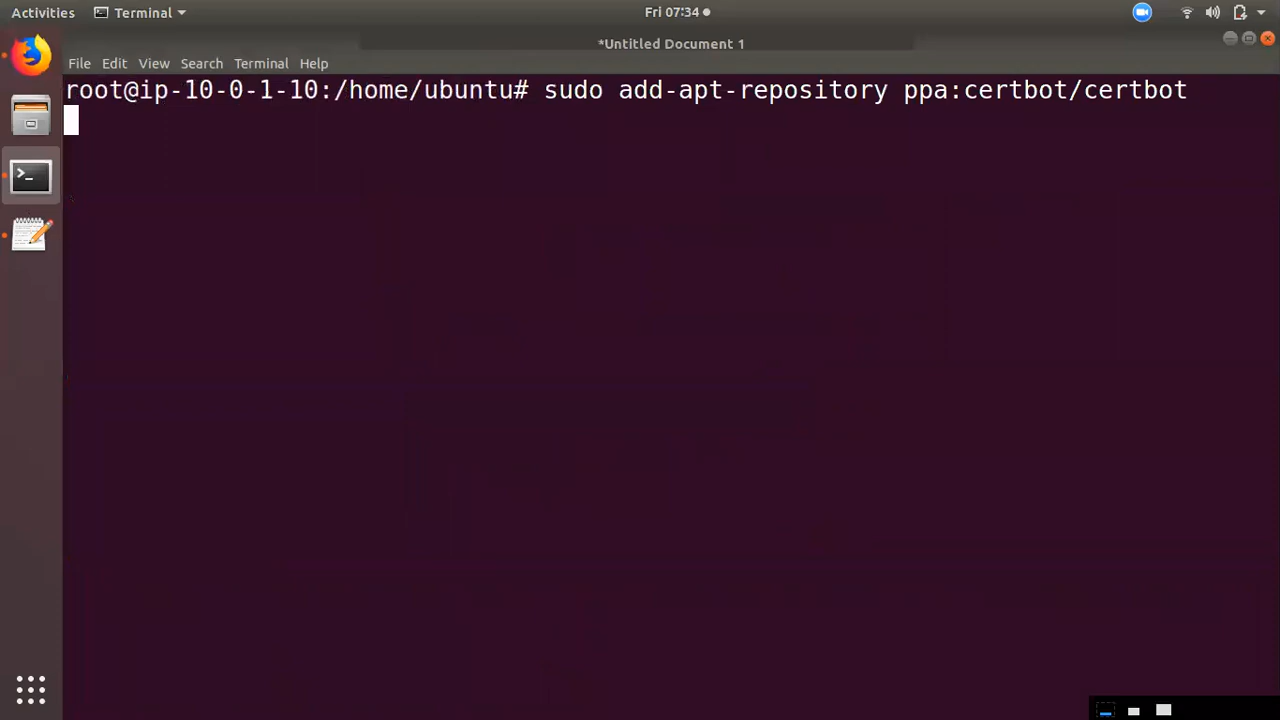 Activities Terminal Fri 07:34
*Untitled Document 1
File Edit View Search Terminal Help
root@ip-10-0-1-10:/home/ubuntu# sudo add-apt-repository ppa:certbot/certbot